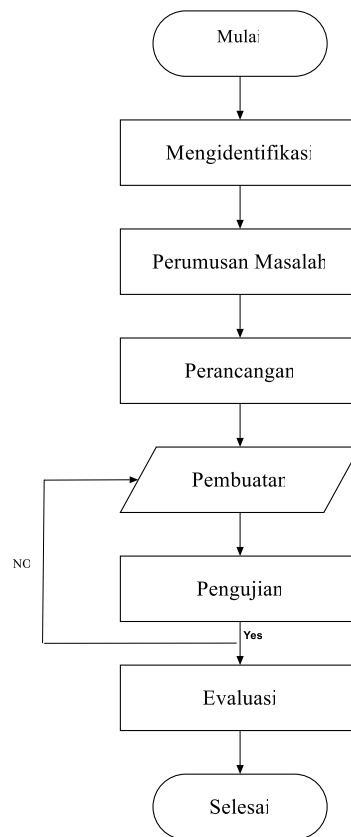 Mulai
Mengidentifikasi
Perumusan Masalah
Perancangan
Pembuatan
NO
Pengujian
Yes
Evaluasi
Selesai